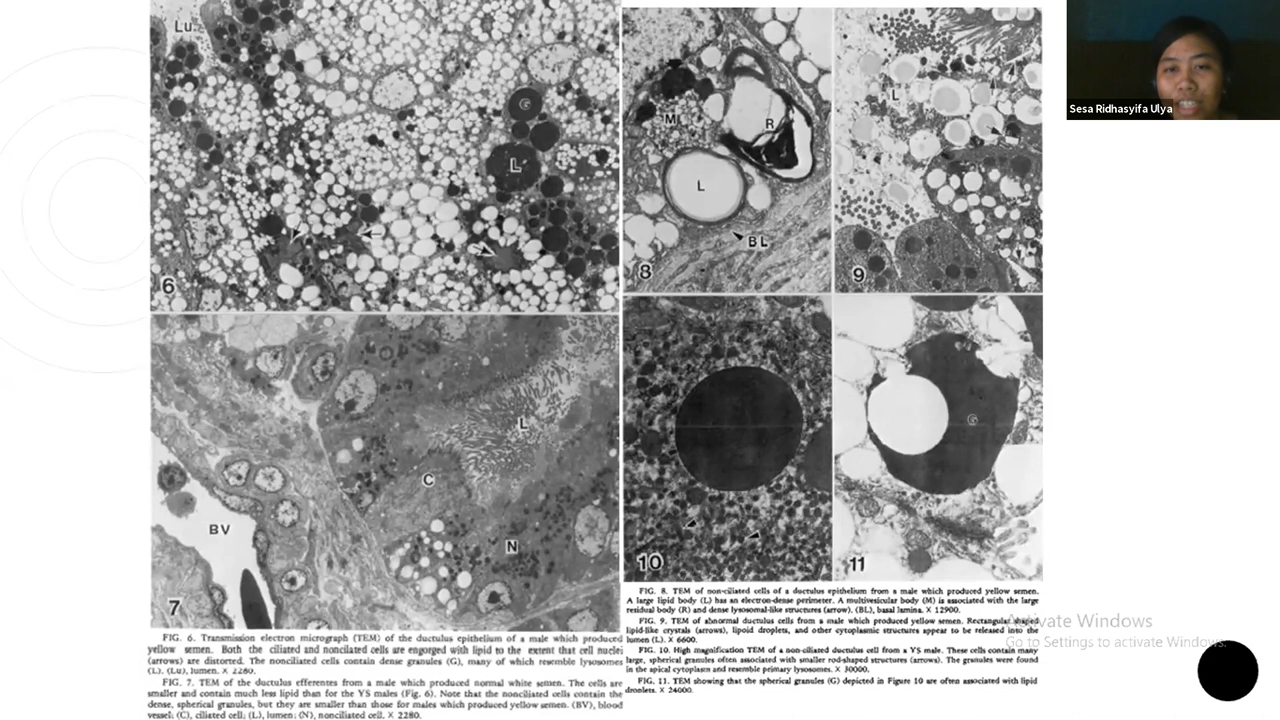 Lu
G
L
6
L
C
BV
N
7
M
R
L
BL
8
L
9
10
G
11
FIG. 6. Transmission electron micrograph (TEM) of the ductulus epithelium of a male which produced
yellow semen. Both the ciliated and nonciliated cells are engorged with lipid to the extent that cell nuclei
(arrows) are distorted. The nonciliated cells contain dense granules (G), many of which resemble lysosomes
(L). (Lu), lumen. X 2280.
FIG. 7. TEM of the ductulus efferentes from a male which produced normal white semen. The cells are
smaller and contain much less lipid than for the YS males (Fig. 6). Note that the nonciliated cells contain the
dense, spherical granules, but they are smaller than those for males which produced yellow semen. (BV), blood
vessel; (C), ciliated cell; (L), lumen; (N), nonciliated cell. X 2280.
FIG. 8. TEM of non-ciliated cells of a ductulus epithelium from a male which produced yellow semen.
A large lipid body (L) has an electron-dense perimeter. A multivesicular body (M) is associated with the large
residual body (R) and dense lysosomal-like structures (arrow). (BL), basal lamina. X 12900.
FIG. 9. TEM of abnormal ductulus cells from a male which produced yellow semen. Rectangular shaped
lipid-like crystals (arrows), lipoid droplets, and other cytoplasmic structures appear to be released into the
lumen (L). X 6600.
FIG. 10. High magnification TEM of a non-ciliated ductulus cell from a YS male. These cells contain many
large, spherical granules often associated with smaller rod-shaped structures (arrows). The granules were found
in the apical cytoplasm and resemble primary lysosomes. X 30000.
FIG. 11. TEM showing that the spherical granules (G) depicted in Figure 10 are often associated with lipid
droplets. X 24000.
Sesa Ridhasyifa Ulya
Activate Windows
Go to Settings to activate Windows.